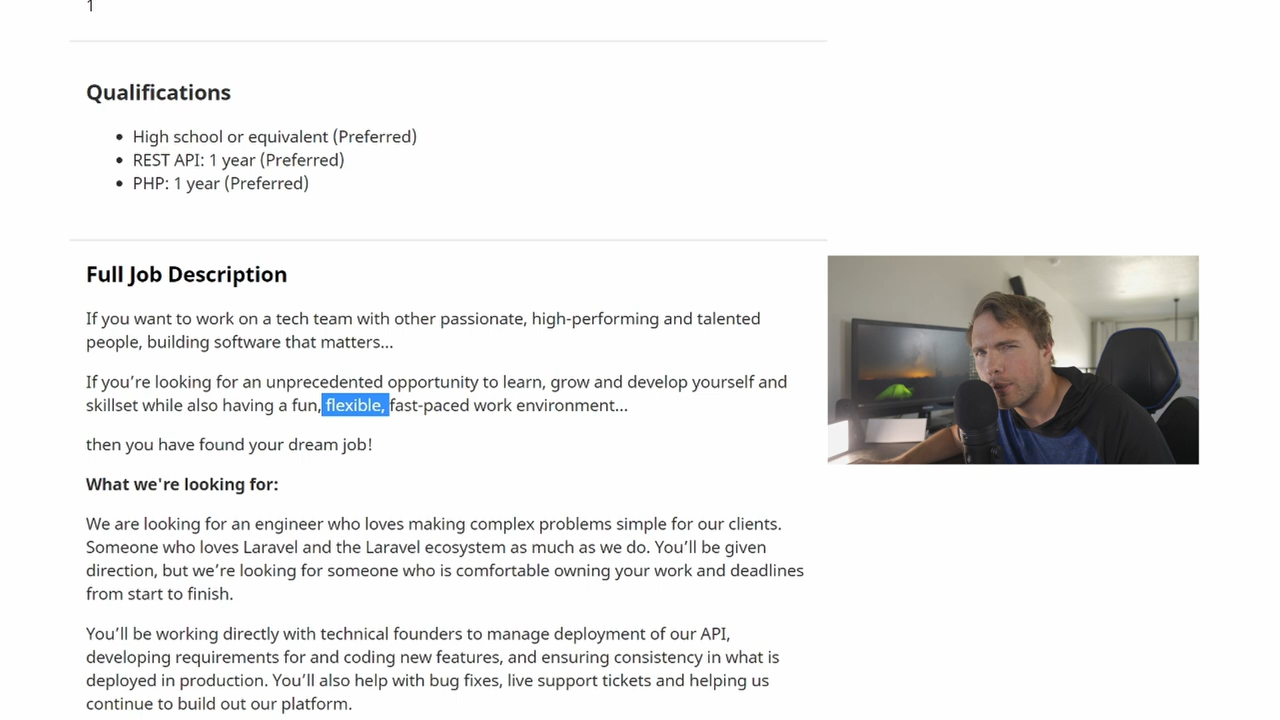 1
Qualifications
• High school or equivalent (Preferred)
• REST API: 1 year (Preferred)
• PHP: 1 year (Preferred)
Full Job Description
If you want to work on a tech team with other passionate, high-performing and talented
people, building software that matters...
If you're looking for an unprecedented opportunity to learn, grow and develop yourself and
skillset while also having a fun, flexible, fast-paced work environment...
then you have found your dream job!
What we're looking for:
We are looking for an engineer who loves making complex problems simple for our clients.
Someone who loves Laravel and the Laravel ecosystem as much as we do. You'll be given
direction, but we're looking for someone who is comfortable owning your work and deadlines
from start to finish.
You'll be working directly with technical founders to manage deployment of our API,
developing requirements for and coding new features, and ensuring consistency in what is
deployed in production. You'll also help with bug fixes, live support tickets and helping us
continue to build out our platform.